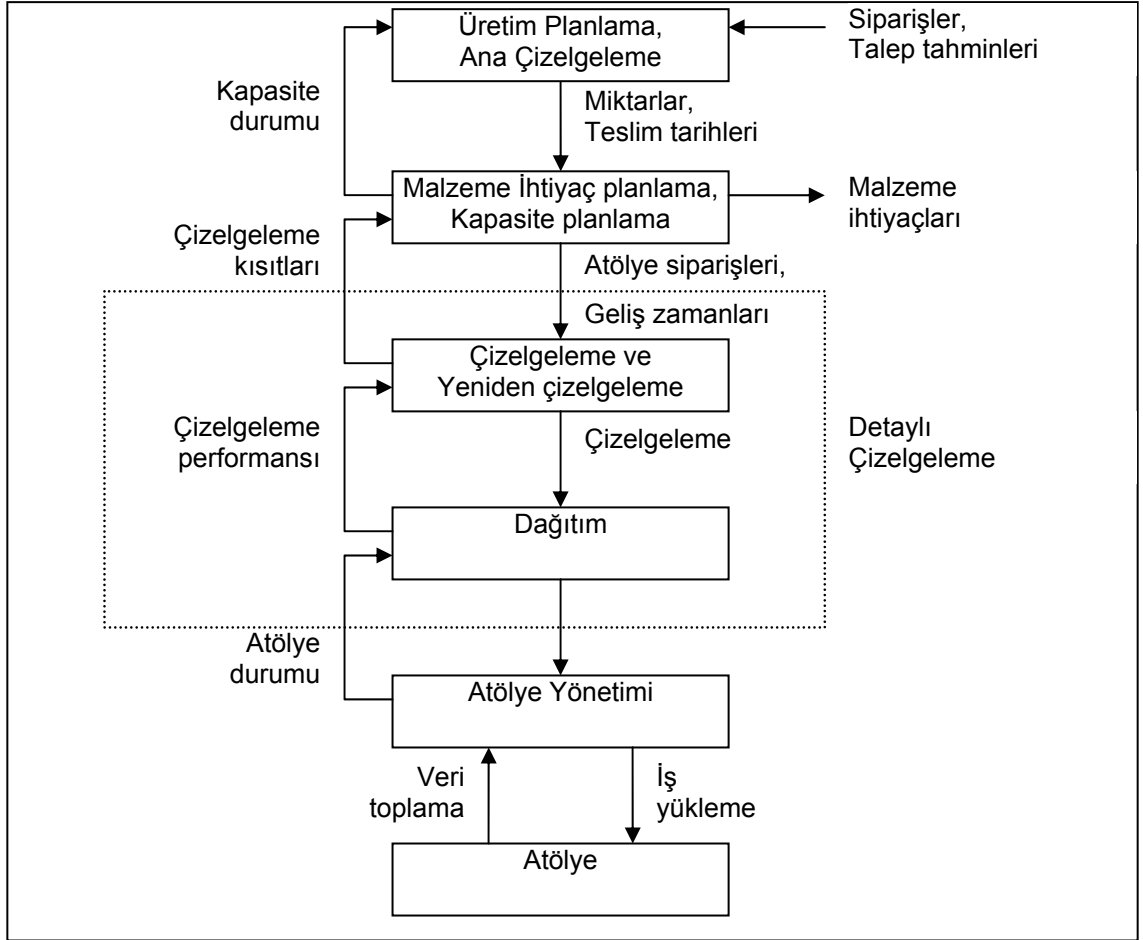 Üretim Planlama,
Ana Çizelgeleme
Siparişler,
Talep tahminleri
Kapasite
durumu
Miktarlar,
Teslim tarihleri
Malzeme İhtiyaç planlama,
Kapasite planlama
Malzeme
ihtiyaçları
Çizelgeleme
kısıtları
Atölye siparişleri,
Geliş zamanları
Çizelgeleme ve
Yeniden çizelgeleme
Çizelgeleme
performansı
Çizelgeleme
Detaylı
Çizelgeleme
Dağıtım
Atölye
durumu
Atölye Yönetimi
Veri
toplama
İş
yükleme
Atölye